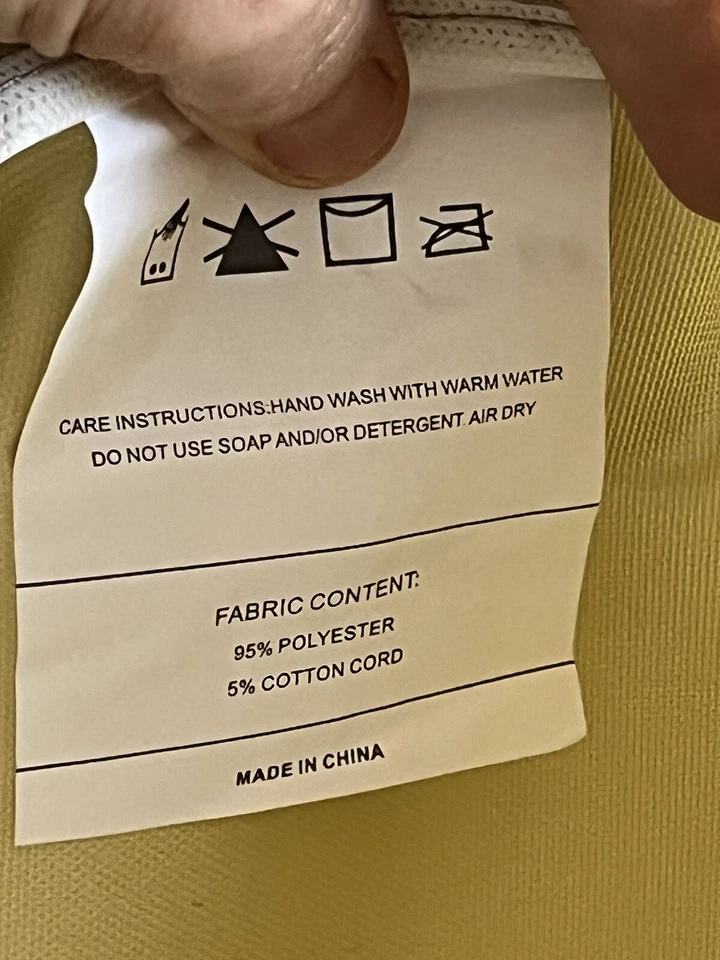 CARE INSTRUCTIONS:HAND WASH WITH WARM WATER
DO NOT USE SOAP AND/OR DETERGENT AIR DRY
FABRIC CONTENT:
95% POLYESTER
5% COTTON CORD
MADE IN CHINA